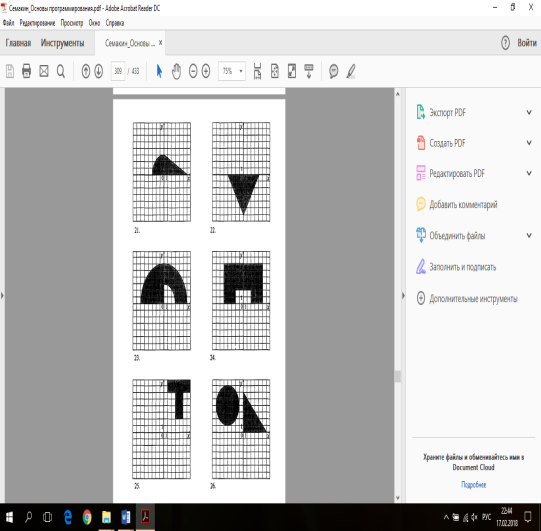 Семакин_Основы программирования.pdf - Adobe Acrobat Reader DC
Файл Редактирование Просмотр Окно Справка
Главная Инструменты Семакин_Основы ... × Войти
309 / 433 75%
21. 22.
23. 24.
25. 26.
Экспорт PDF
Создать PDF
Редактировать PDF
Добавить комментарий
Объединить файлы
Заполнить и подписать
Дополнительные инструменты
Храните файлы и обменивайтесь ими в
Document Cloud
Подробнее
РУС
22:44
17.02.2018